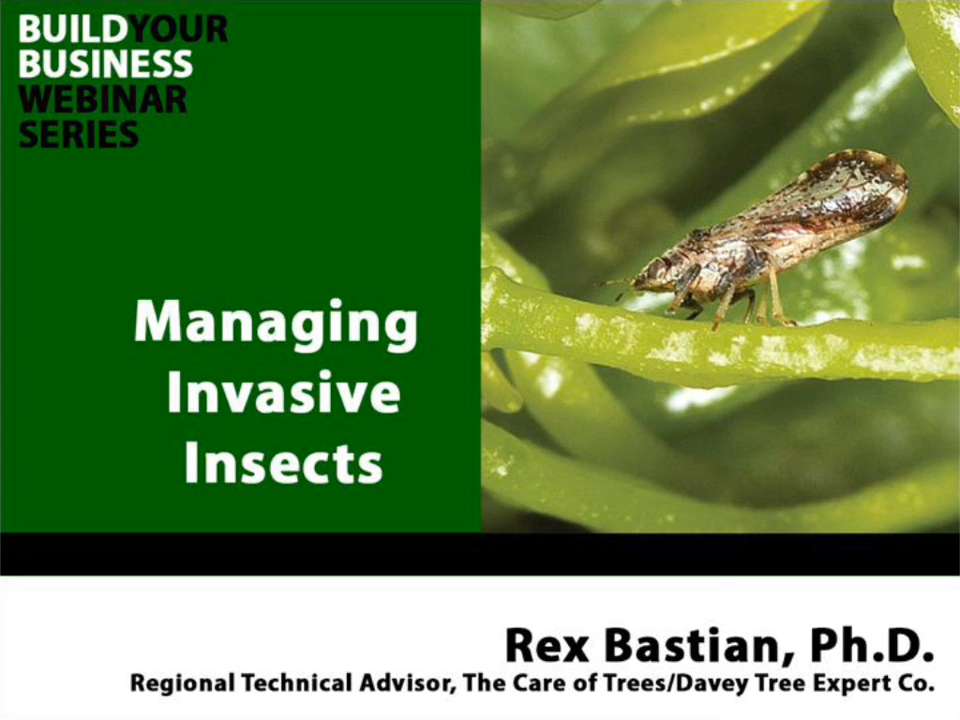 BUILDYOUR
BUSINESS
WEBINAR
SERIES
Managing
Invasive
Insects
Rex Bastian, Ph.D.
Regional Technical Advisor, The Care of Trees/Davey Tree Expert Co.